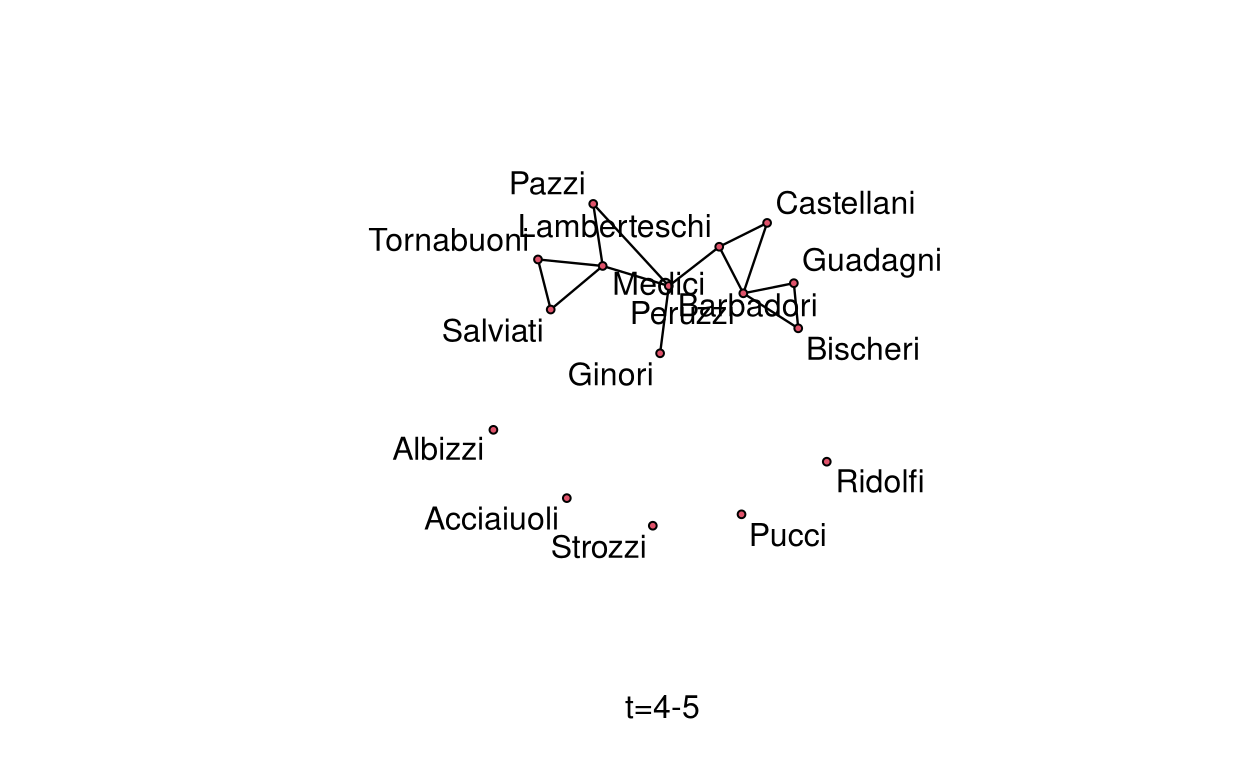 Pazzi
Castellani
Lamberteschi
Tornabuoni
Guadagni
Medici
Barbadori
Peruzzi
Salviati
Bischeri
Ginori
Albizzi
Ridolfi
Acciaiuoli
Pucci
Strozzi
t=4-5